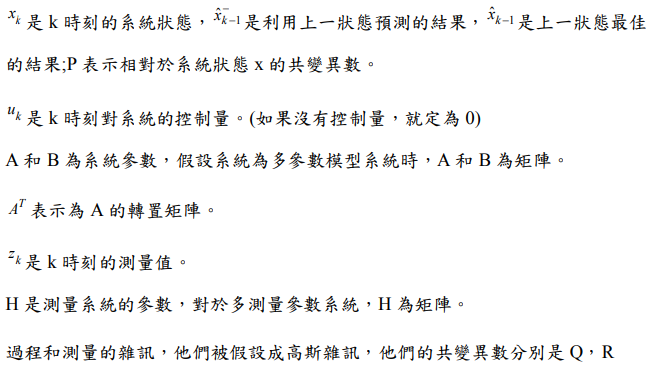 $x_k$ 是 k 時刻的系統狀態，$\hat{x}_{k-1}^{-}$是利用上一狀態預測的結果，$\hat{x}_{k-1}$是上一狀態最佳
的結果;P 表示相對於系統狀態 x 的共變異數。
$u_k$ 是 k 時刻對系統的控制量。(如果沒有控制量，就定為 0)
A 和 B 為系統參數，假設系統為多參數模型系統時，A 和 B 為矩陣。
$A^T$ 表示為 A 的轉置矩陣。
$z_k$ 是 k 時刻的測量值。
H 是測量系統的參數，對於多測量參數系統，H 為矩陣。
過程和測量的雜訊，他們被假設成高斯雜訊，他們的共變異數分別是 Q，R